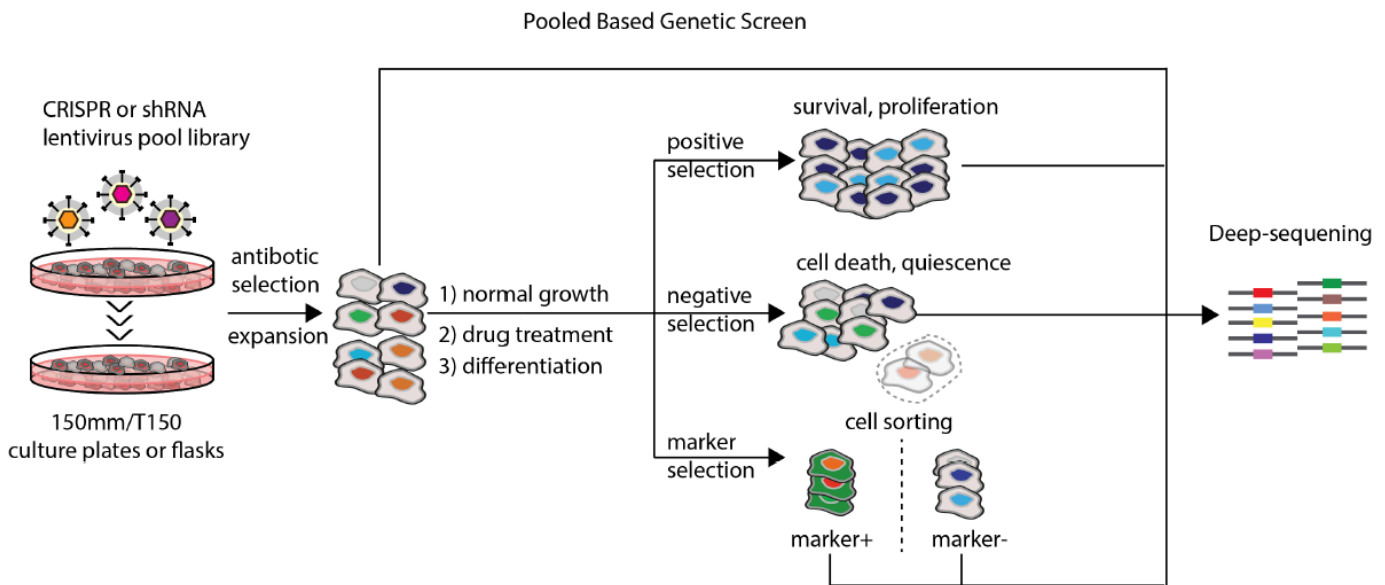 Pooled Based Genetic Screen
CRISPR or shRNA
lentivirus pool library
150mm/T150
culture plates or flasks
antibotic
selection
expansion
1) normal growth
2) drug treatment
3) differentiation
positive
selection
survival, proliferation
negative
selection
cell death, quiescence
marker
selection
cell sorting
marker+
marker-
Deep-sequening